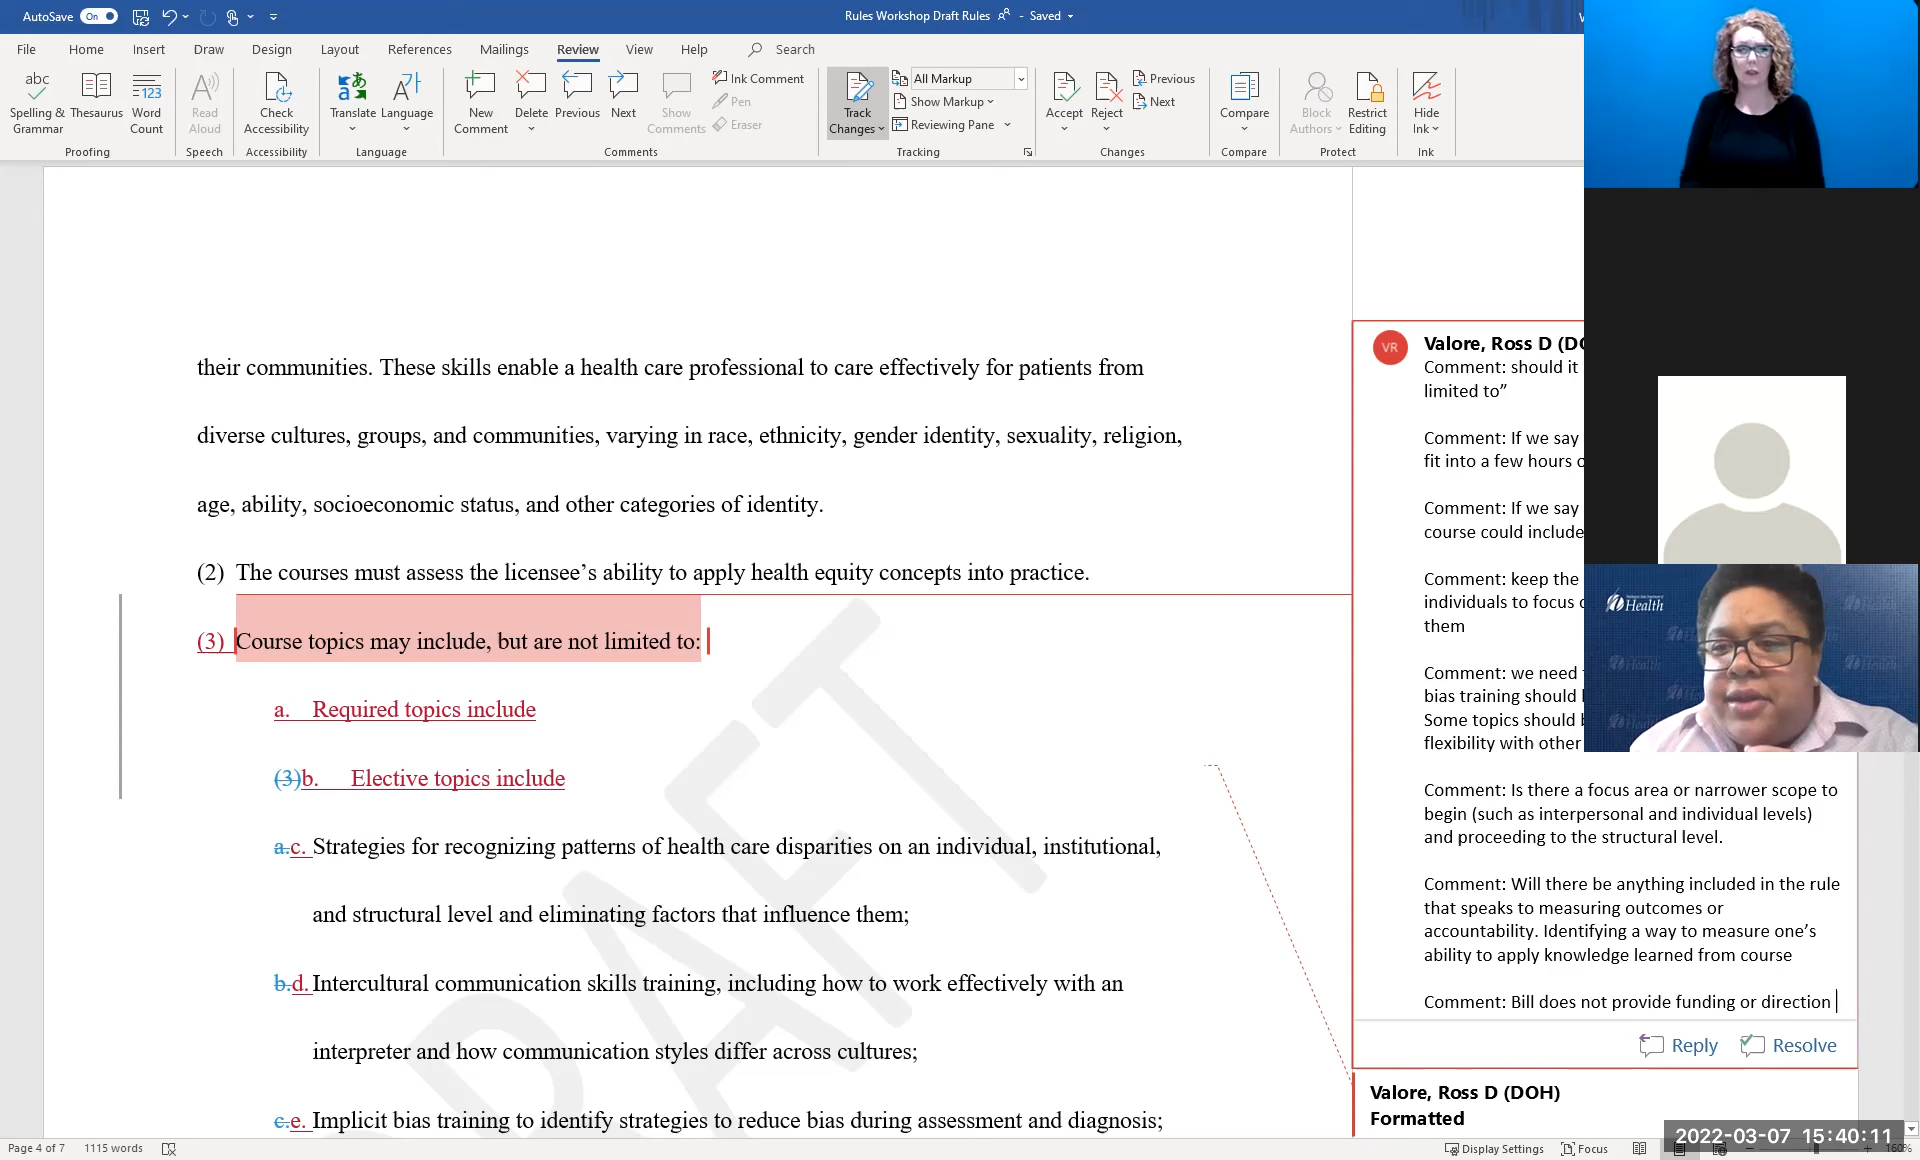 AutoSave On Rules Workshop Draft Rules - Saved
File Home Insert Draw Design Layout References Mailings Review View Help Search
abc
Spelling & Grammar
Thesaurus
123
Word Count
Proofing
Read Aloud
Speech
Check Accessibility
Accessibility
Translate
Language
Language
New Comment
Delete
Previous
Next
Show Comments
Ink Comment
Pen
Eraser
Comments
Track Changes
All Markup
Show Markup
Reviewing Pane
Tracking
Accept
Reject
Previous
Next
Changes
Compare
Compare
Block Authors
Restrict Editing
Protect
Hide Ink
Ink
their communities. These skills enable a health care professional to care effectively for patients from
diverse cultures, groups, and communities, varying in race, ethnicity, gender identity, sexuality, religion,
age, ability, socioeconomic status, and other categories of identity.
(2) The courses must assess the licensee’s ability to apply health equity concepts into practice.
(3) Course topics may include, but are not limited to:
a. Required topics include
(3)b. Elective topics include
a.c. Strategies for recognizing patterns of health care disparities on an individual, institutional,
and structural level and eliminating factors that influence them;
b.d. Intercultural communication skills training, including how to work effectively with an
interpreter and how communication styles differ across cultures;
c.e. Implicit bias training to identify strategies to reduce bias during assessment and diagnosis;
DRAFT
VR
Valore, Ross D (DO
Comment: should it
limited to”
Comment: If we say
fit into a few hours
Comment: If we say
course could include
Comment: keep the
individuals to focus
them
Comment: we need
bias training should
Some topics should
flexibility with other
Comment: Is there a focus area or narrower scope to
begin (such as interpersonal and individual levels)
and proceeding to the structural level.
Comment: Will there be anything included in the rule
that speaks to measuring outcomes or
accountability. Identifying a way to measure one’s
ability to apply knowledge learned from course
Comment: Bill does not provide funding or direction
Reply Resolve
Valore, Ross D (DOH)
Formatted
Health
Page 4 of 7 1115 words
Display Settings Focus 160%
2022-03-07 15:40:11